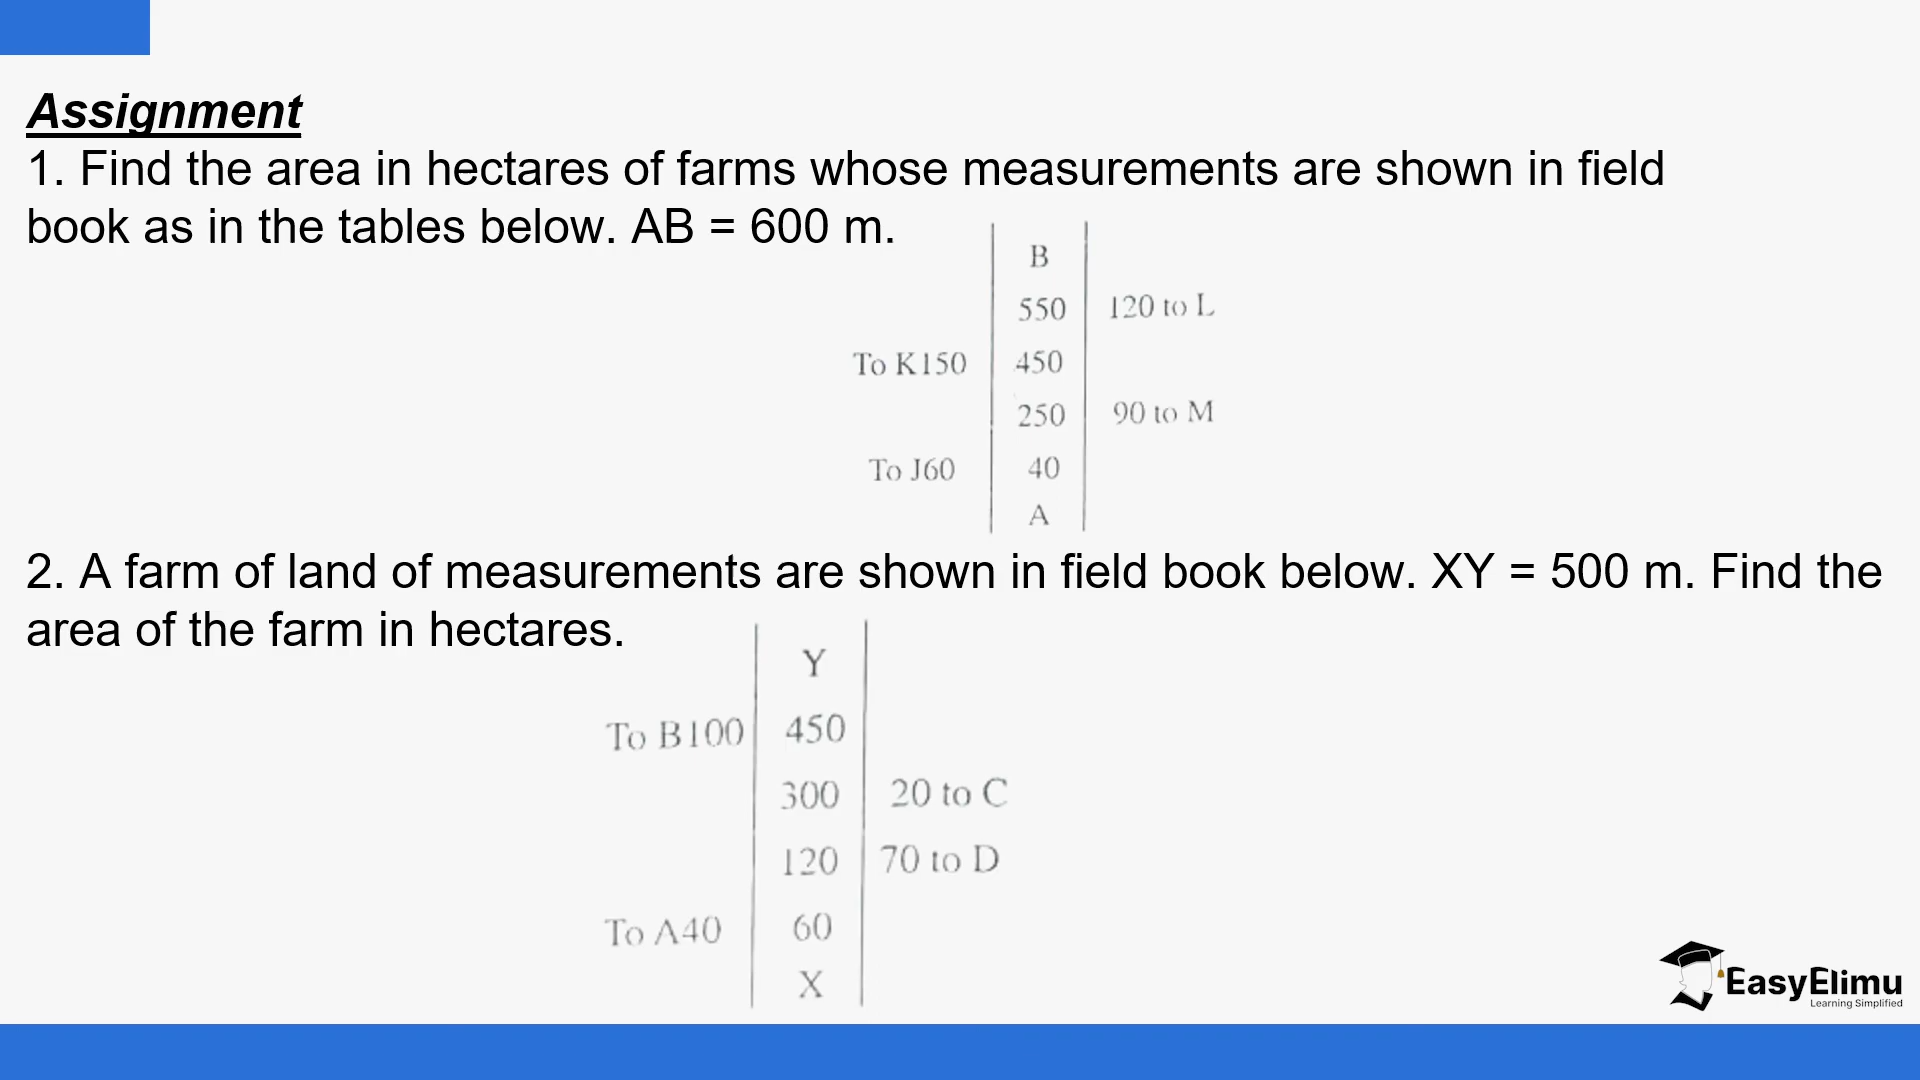 Assignment
1. Find the area in hectares of farms whose measurements are shown in field
book as in the tables below. AB = 600 m.
B
550 120 to L
To K150 450
250 90 to M
To J60 40
A
2. A farm of land of measurements are shown in field book below. XY = 500 m. Find the
area of the farm in hectares.
Y
To B100 450
300 20 to C
120 70 to D
To A40 60
X
EasyElimu
Learning Simplified